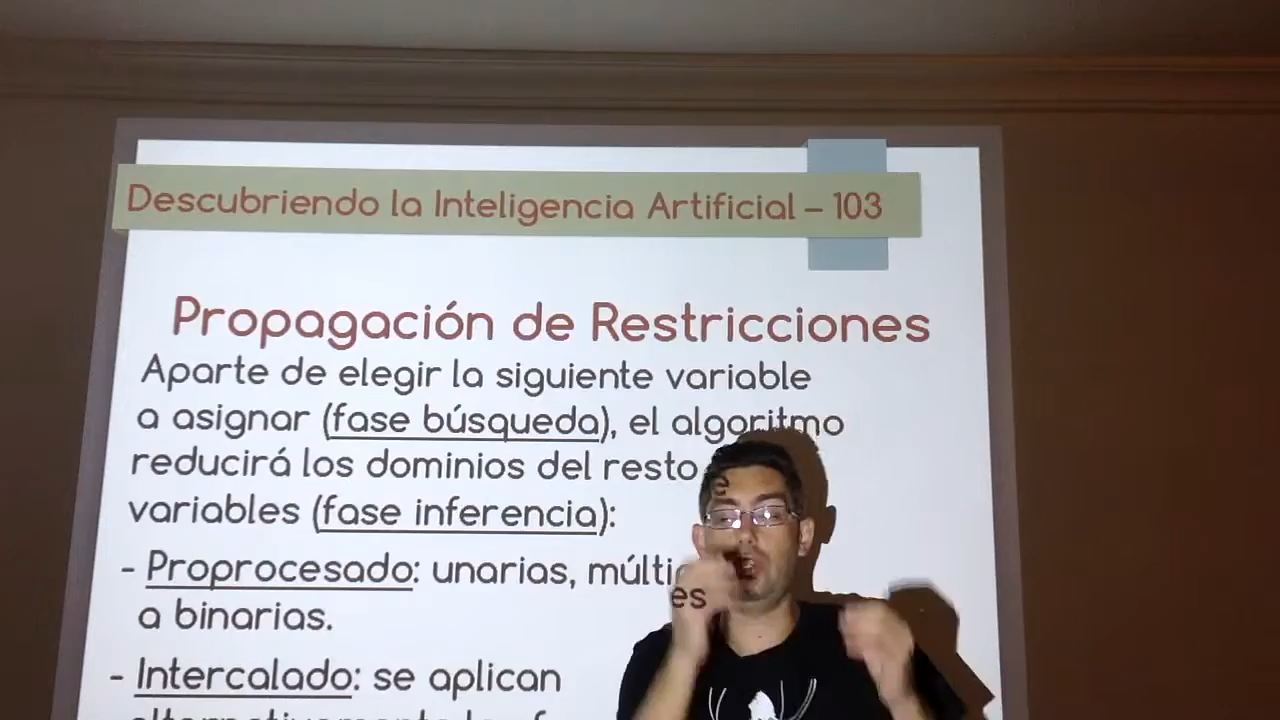 Descubriendo la Inteligencia Artificial – 103
Propagación de Restricciones
Aparte de elegir la siguiente variable
a asignar (fase búsqueda), el algoritmo
reducirá los dominios del resto
variables (fase inferencia):
- Proprocesado: unarias,
a binarias.
- Intercalado: se aplican